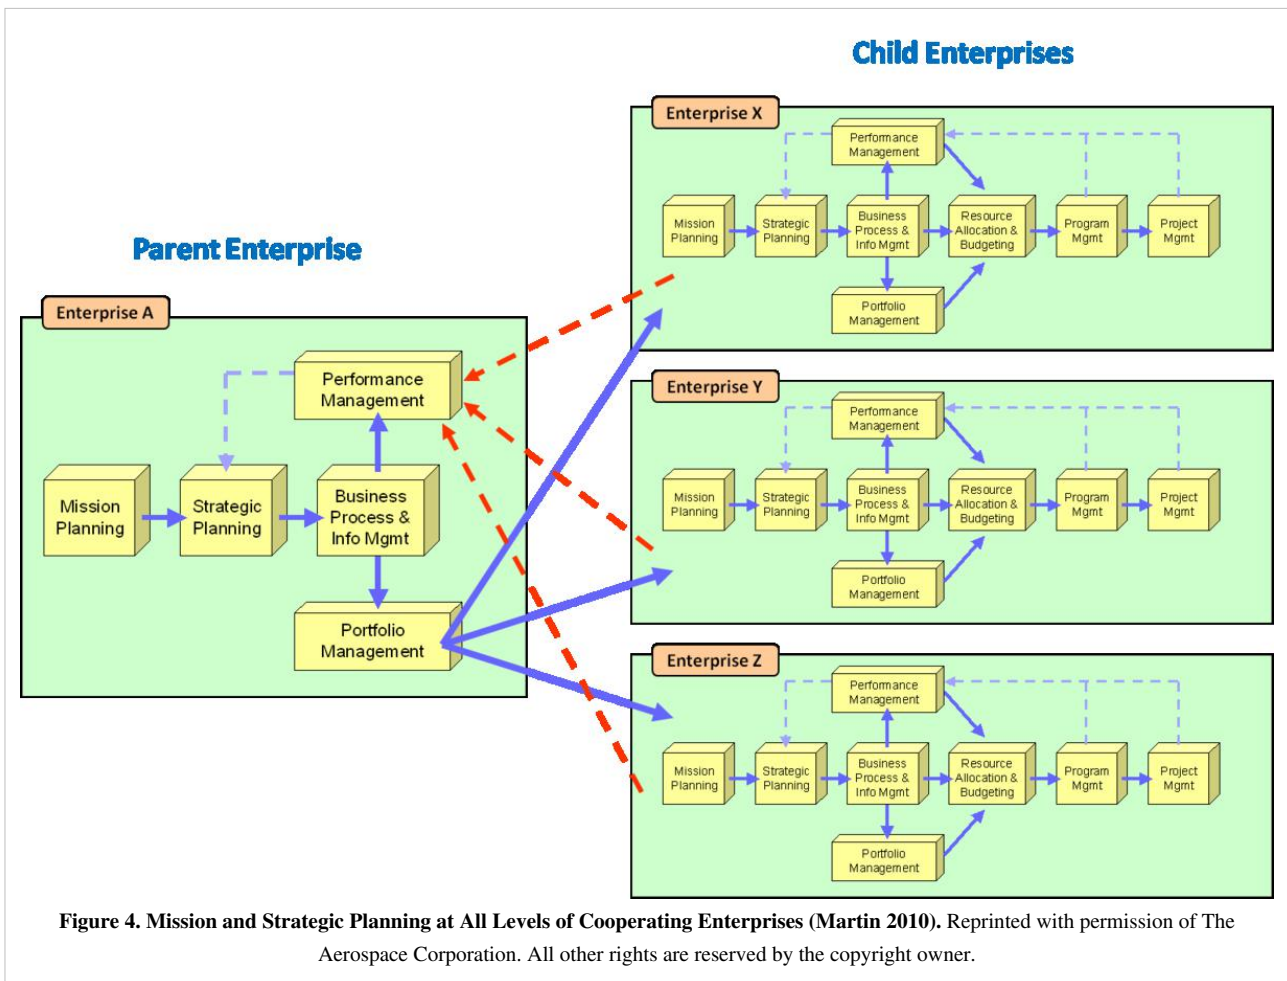 Parent Enterprise
Enterprise A
Performance
Management
Mission
Planning
Strategic
Planning
Business
Process &
Info Mgmt
Portfolio
Management
Child Enterprises
Enterprise X
Performance
Management
Mission
Planning
Strategic
Planning
Business
Process &
Info Mgmt
Resource
Allocation &
Budgeting
Program
Mgmt
Project
Mgmt
Portfolio
Management
Enterprise Y
Performance
Management
Mission
Planning
Strategic
Planning
Business
Process &
Info Mgmt
Resource
Allocation &
Budgeting
Program
Mgmt
Project
Mgmt
Portfolio
Management
Enterprise Z
Performance
Management
Mission
Planning
Strategic
Planning
Business
Process &
Info Mgmt
Resource
Allocation &
Budgeting
Program
Mgmt
Project
Mgmt
Portfolio
Management
Figure 4. Mission and Strategic Planning at All Levels of Cooperating Enterprises (Martin 2010). Reprinted with permission of The
Aerospace Corporation. All other rights are reserved by the copyright owner.